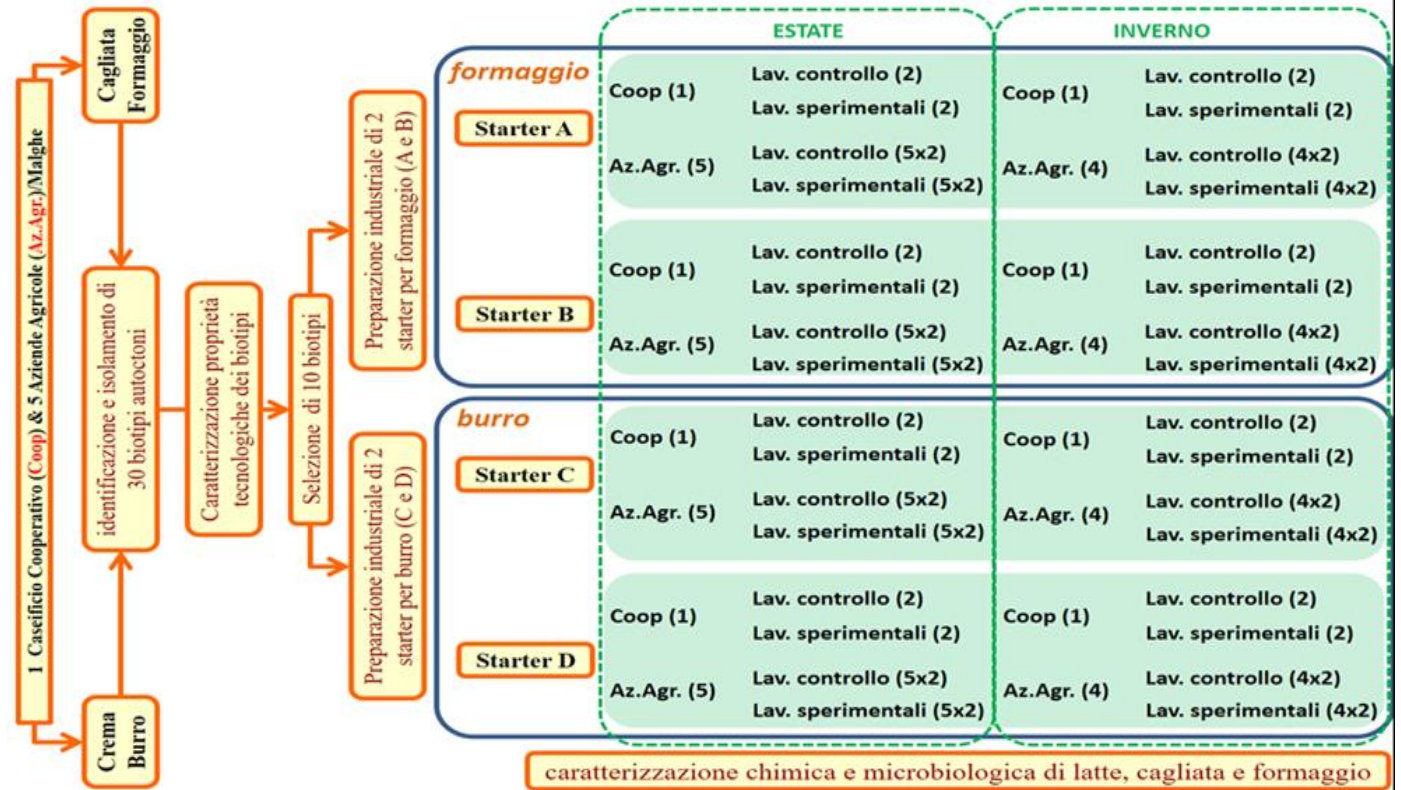 1 Caseificio Cooperativo (Coop) & 5 Aziende Agricole (Az.Agr.)/Malghe
Cagliata
Formaggio
Crema
Burro
identificazione e isolamento di
30 biotipi autoctoni
Caratterizzazione proprietà
tecnologiche dei biotipi
Selezione di 10 biotipi
Preparazione industriale di 2
starter per formaggio (A e B)
Preparazione industriale di 2
starter per burro (C e D)
ESTATE
INVERNO
formaggio
Starter A
Coop (1)
Lav. controllo (2)
Lav. sperimentali (2)
Az.Agr. (5)
Lav. controllo (5x2)
Lav. sperimentali (5x2)
Coop (1)
Lav. controllo (2)
Lav. sperimentali (2)
Az.Agr. (4)
Lav. controllo (4x2)
Lav. sperimentali (4x2)
Starter B
Coop (1)
Lav. controllo (2)
Lav. sperimentali (2)
Az.Agr. (5)
Lav. controllo (5x2)
Lav. sperimentali (5x2)
Coop (1)
Lav. controllo (2)
Lav. sperimentali (2)
Az.Agr. (4)
Lav. controllo (4x2)
Lav. sperimentali (4x2)
burro
Starter C
Coop (1)
Lav. controllo (2)
Lav. sperimentali (2)
Az.Agr. (5)
Lav. controllo (5x2)
Lav. sperimentali (5x2)
Coop (1)
Lav. controllo (2)
Lav. sperimentali (2)
Az.Agr. (4)
Lav. controllo (4x2)
Lav. sperimentali (4x2)
Starter D
Coop (1)
Lav. controllo (2)
Lav. sperimentali (2)
Az.Agr. (5)
Lav. controllo (5x2)
Lav. sperimentali (5x2)
Coop (1)
Lav. controllo (2)
Lav. sperimentali (2)
Az.Agr. (4)
Lav. controllo (4x2)
Lav. sperimentali (4x2)
caratterizzazione chimica e microbiologica di latte, cagliata e formaggio